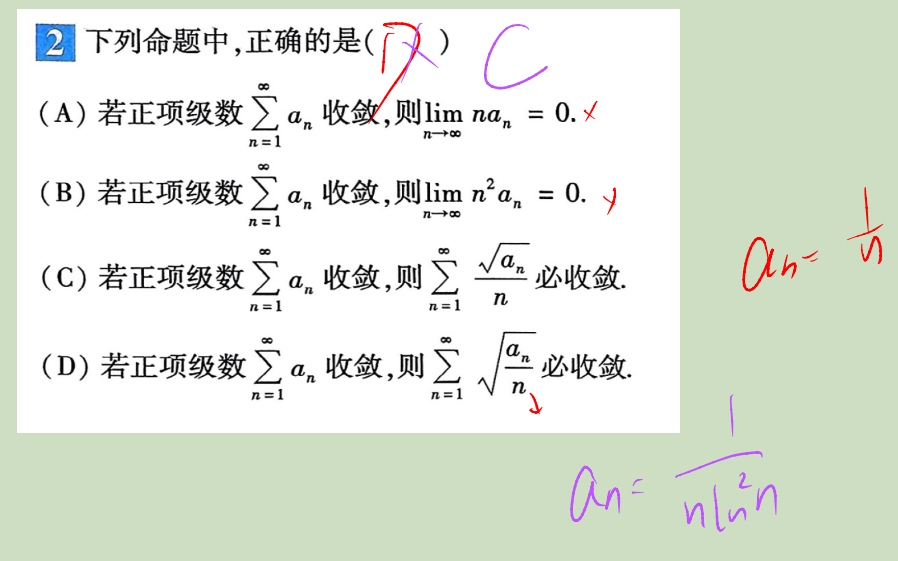 2 下列命题中,正确的是( D × ) C
(A) 若正项级数 $\sum_{n=1}^{\infty} a_n$ 收敛,则 $\lim_{n\to\infty} na_n = 0.$ ×
(B) 若正项级数 $\sum_{n=1}^{\infty} a_n$ 收敛,则 $\lim_{n\to\infty} n^2a_n = 0.$ ×
(C) 若正项级数 $\sum_{n=1}^{\infty} a_n$ 收敛,则 $\sum_{n=1}^{\infty} \frac{\sqrt{a_n}}{n}$ 必收敛.
(D) 若正项级数 $\sum_{n=1}^{\infty} a_n$ 收敛,则 $\sum_{n=1}^{\infty} \sqrt{\frac{a_n}{n}}$ 必收敛.
$a_n = \frac{1}{n}$
$a_n = \frac{1}{n\ln^2 n}$